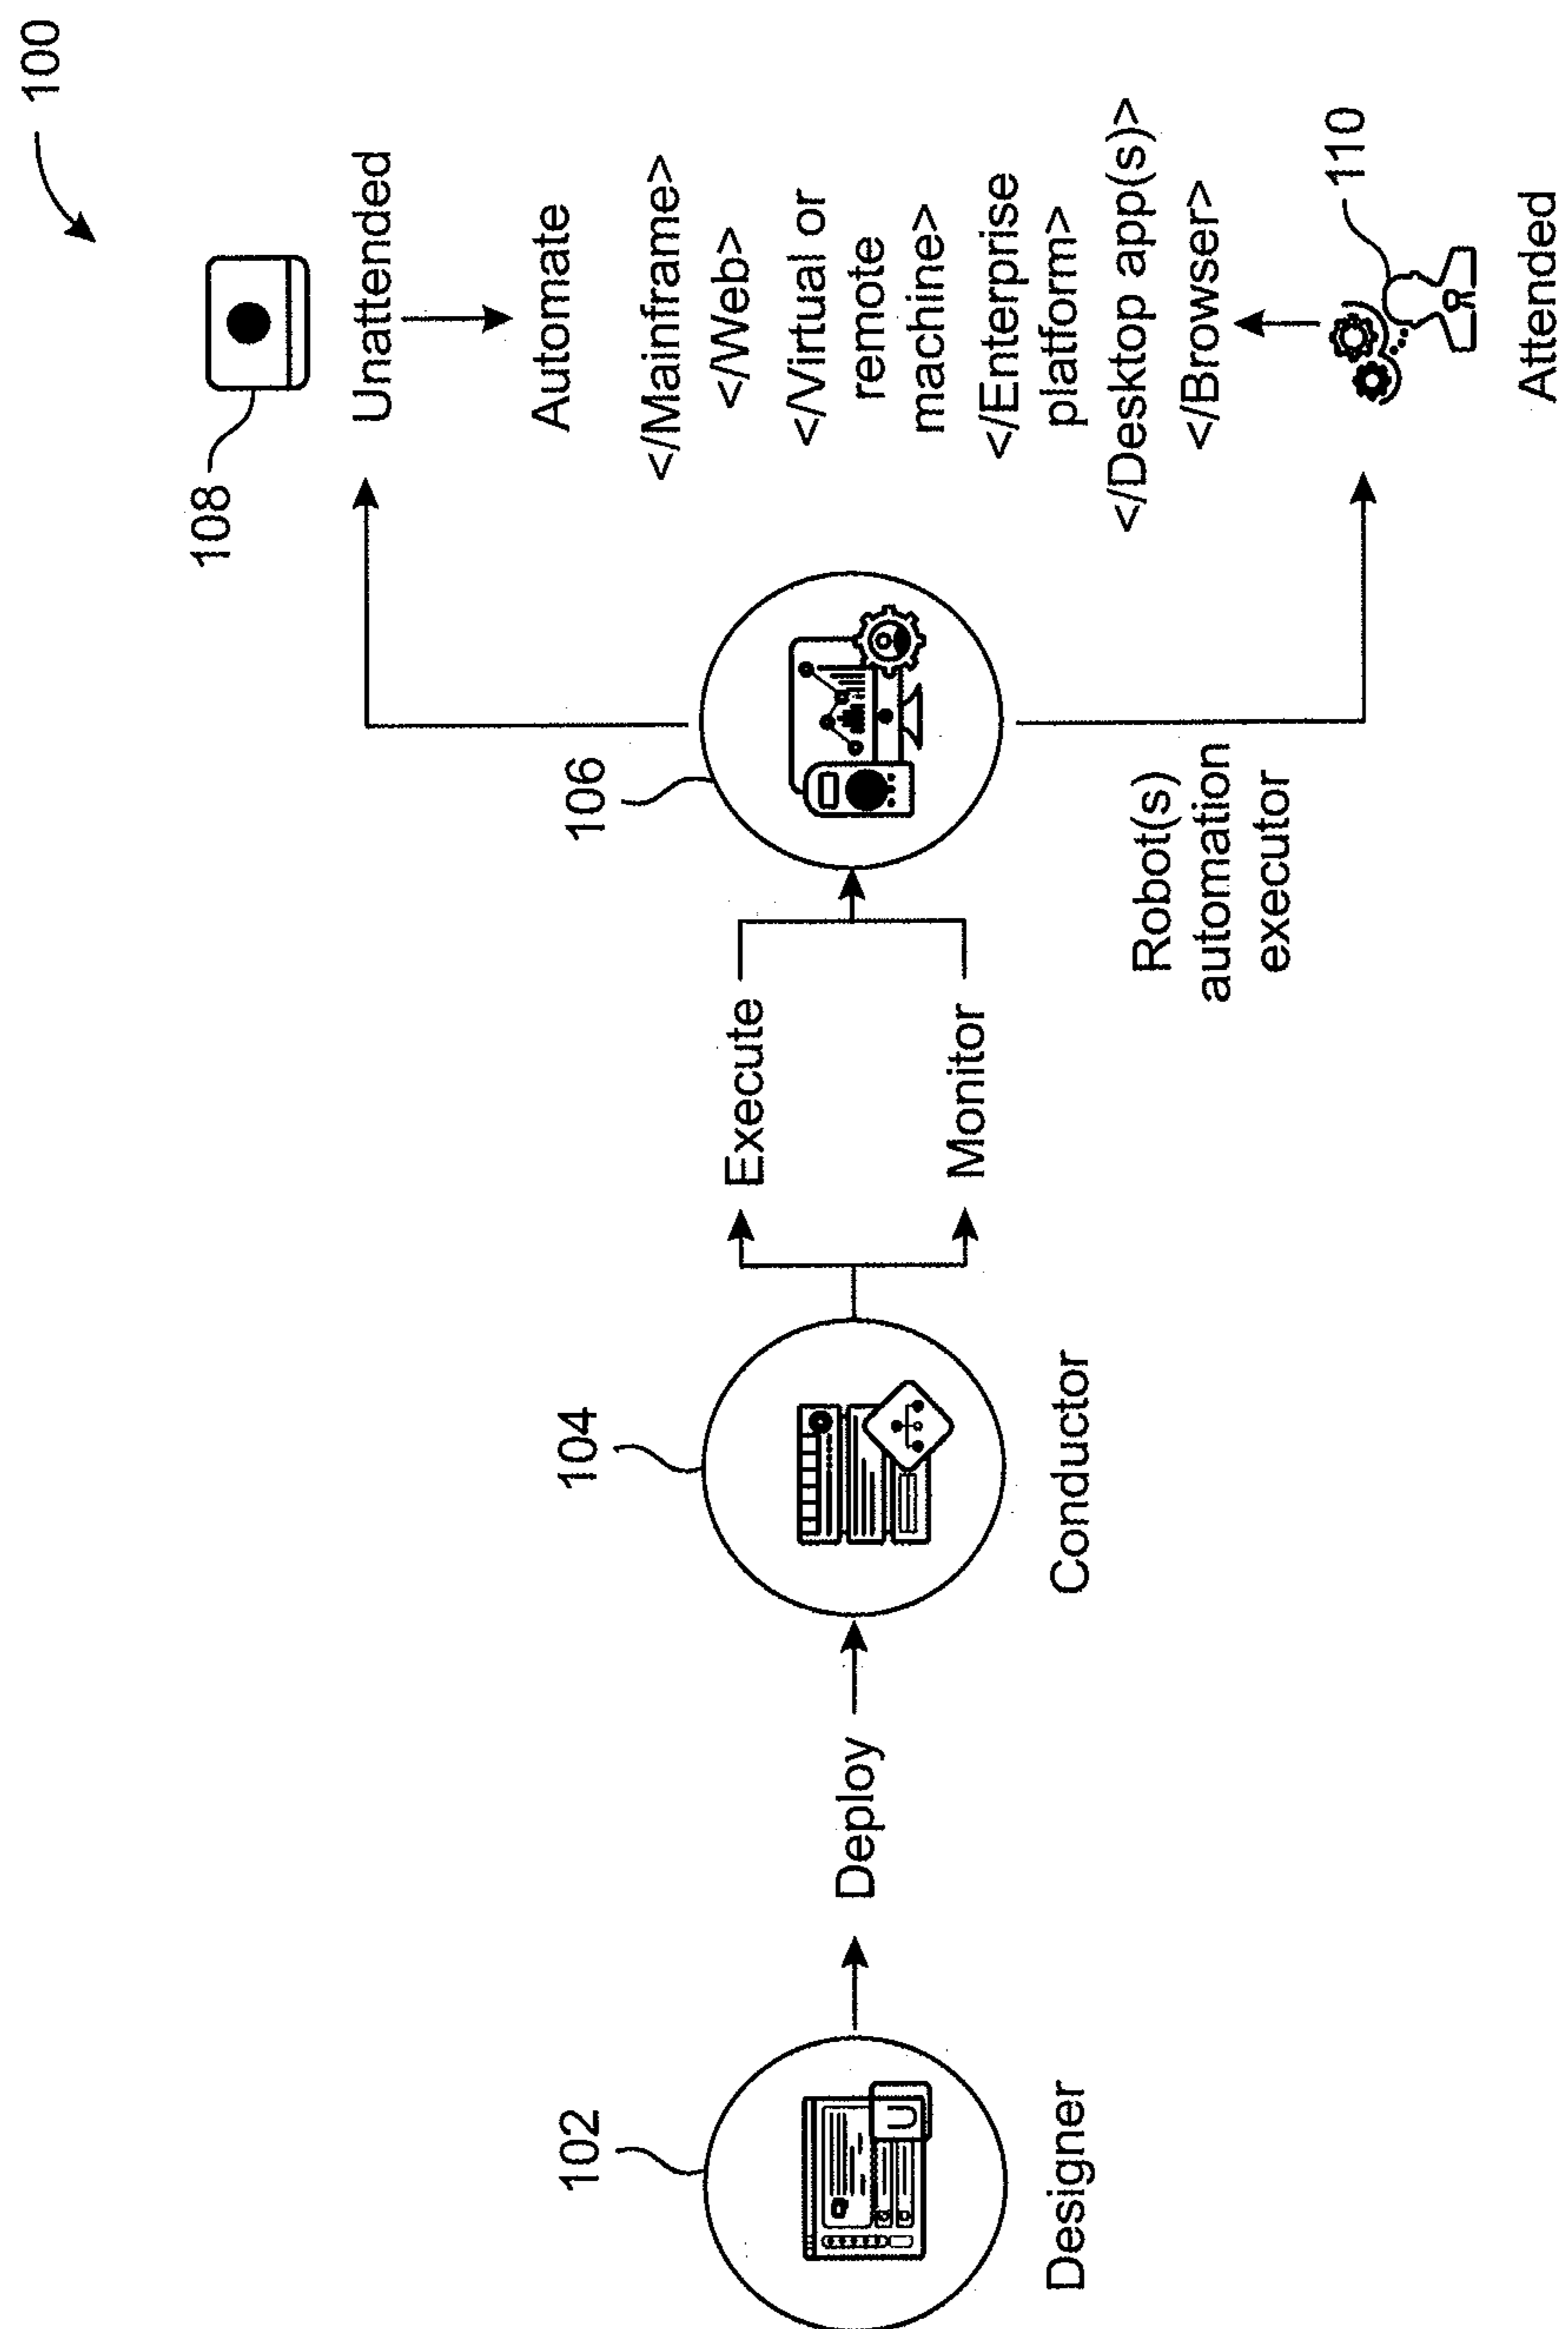 100
108
Unattended
Automate
</Mainframe>
</Web>
</Virtual or
remote
machine>
</Enterprise
platform>
</Desktop app(s)>
</Browser>
110
Attended
106
Robot(s)
automation
executor
Execute
Monitor
104
Conductor
Deploy
102
Designer